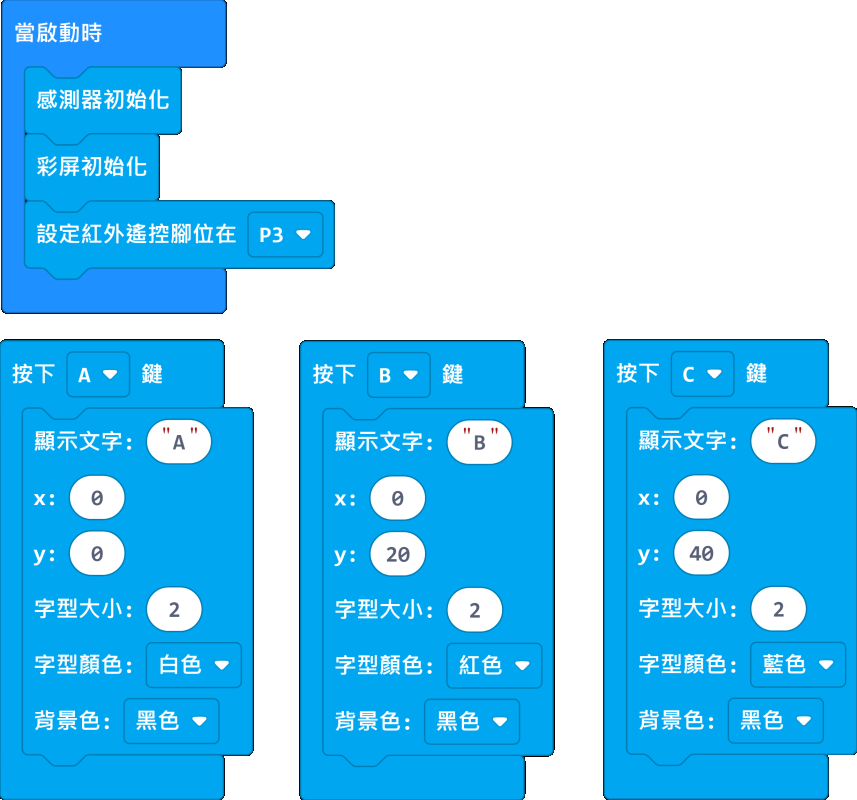 當啟動時
感測器初始化
彩屏初始化
設定紅外遙控腳位在 P3
按下 A 鍵
顯示文字: "A"
x: 0
y: 0
字型大小: 2
字型顏色: 白色
背景色: 黑色
按下 B 鍵
顯示文字: "B"
x: 0
y: 20
字型大小: 2
字型顏色: 紅色
背景色: 黑色
按下 C 鍵
顯示文字: "C"
x: 0
y: 40
字型大小: 2
字型顏色: 藍色
背景色: 黑色